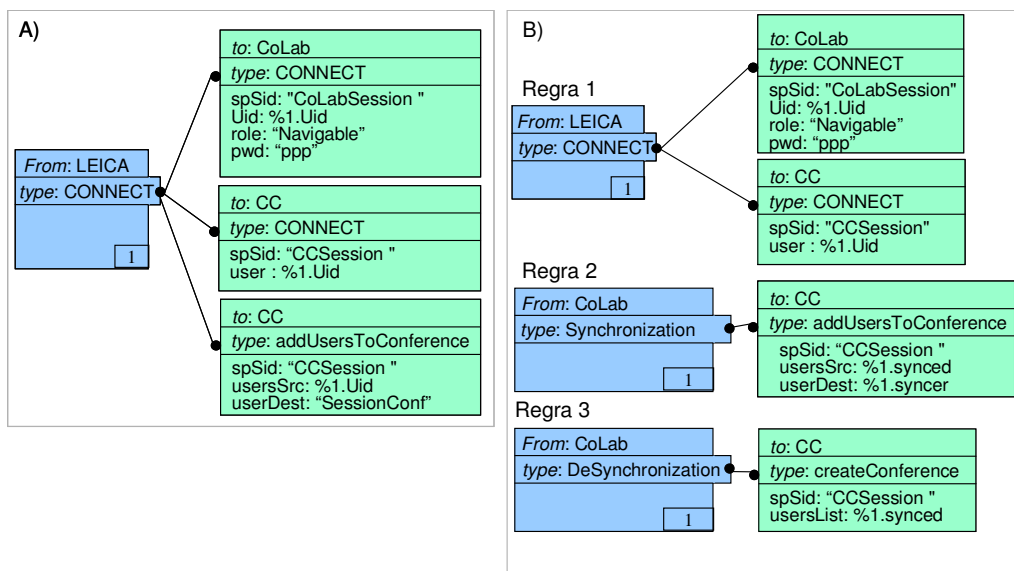 A)
From: LEICA
type: CONNECT
1
to: CoLab
type: CONNECT
spSid: "CoLabSession "
Uid: %1.Uid
role: “Navigable”
pwd: “ppp”
to: CC
type: CONNECT
spSid: “CCSession "
user : %1.Uid
to: CC
type: addUsersToConference
spSid: “CCSession "
usersSrc: %1.Uid
userDest: “SessionConf”
B)
Regra 1
From: LEICA
type: CONNECT
1
to: CoLab
type: CONNECT
spSid: "CoLabSession"
Uid: %1.Uid
role: “Navigable”
pwd: “ppp”
to: CC
type: CONNECT
spSid: "CCSession"
user : %1.Uid
Regra 2
From: CoLab
type: Synchronization
1
to: CC
type: addUsersToConference
spSid: “CCSession "
usersSrc: %1.synced
userDest: %1.syncer
Regra 3
From: CoLab
type: DeSynchronization
1
to: CC
type: createConference
spSid: “CCSession "
usersList: %1.synced